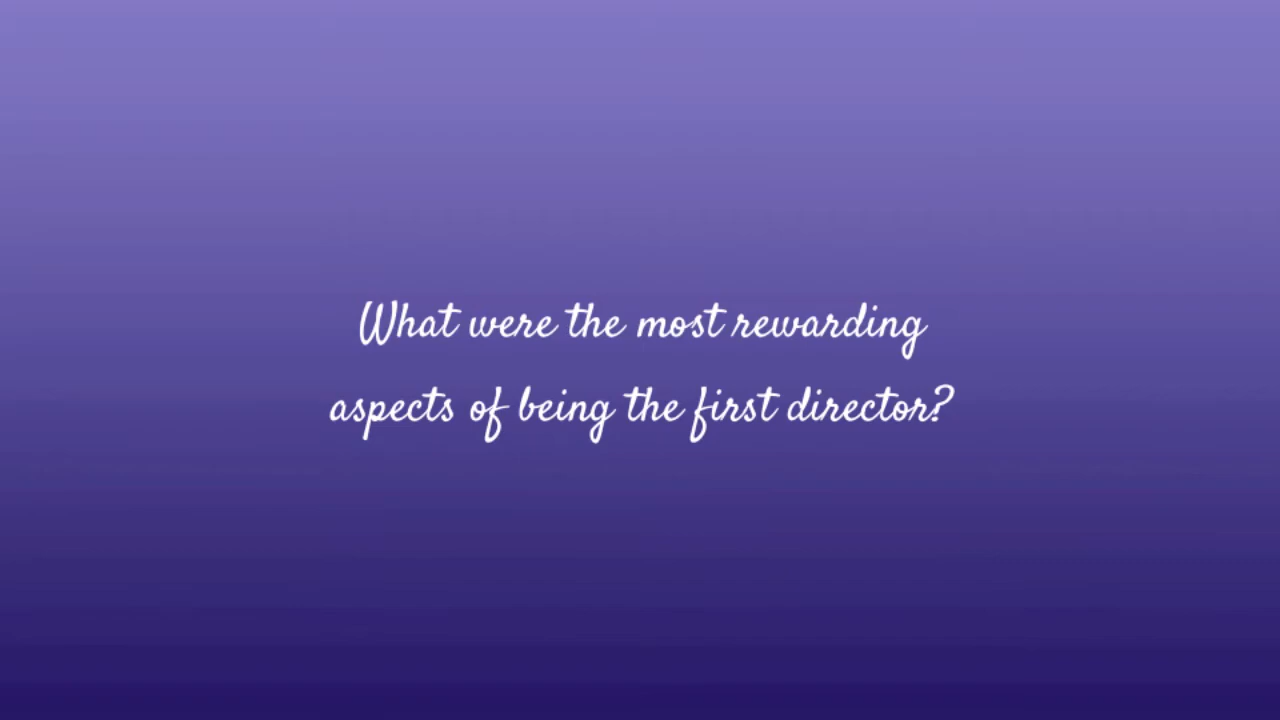 What were the most rewarding
aspects of being the first director?